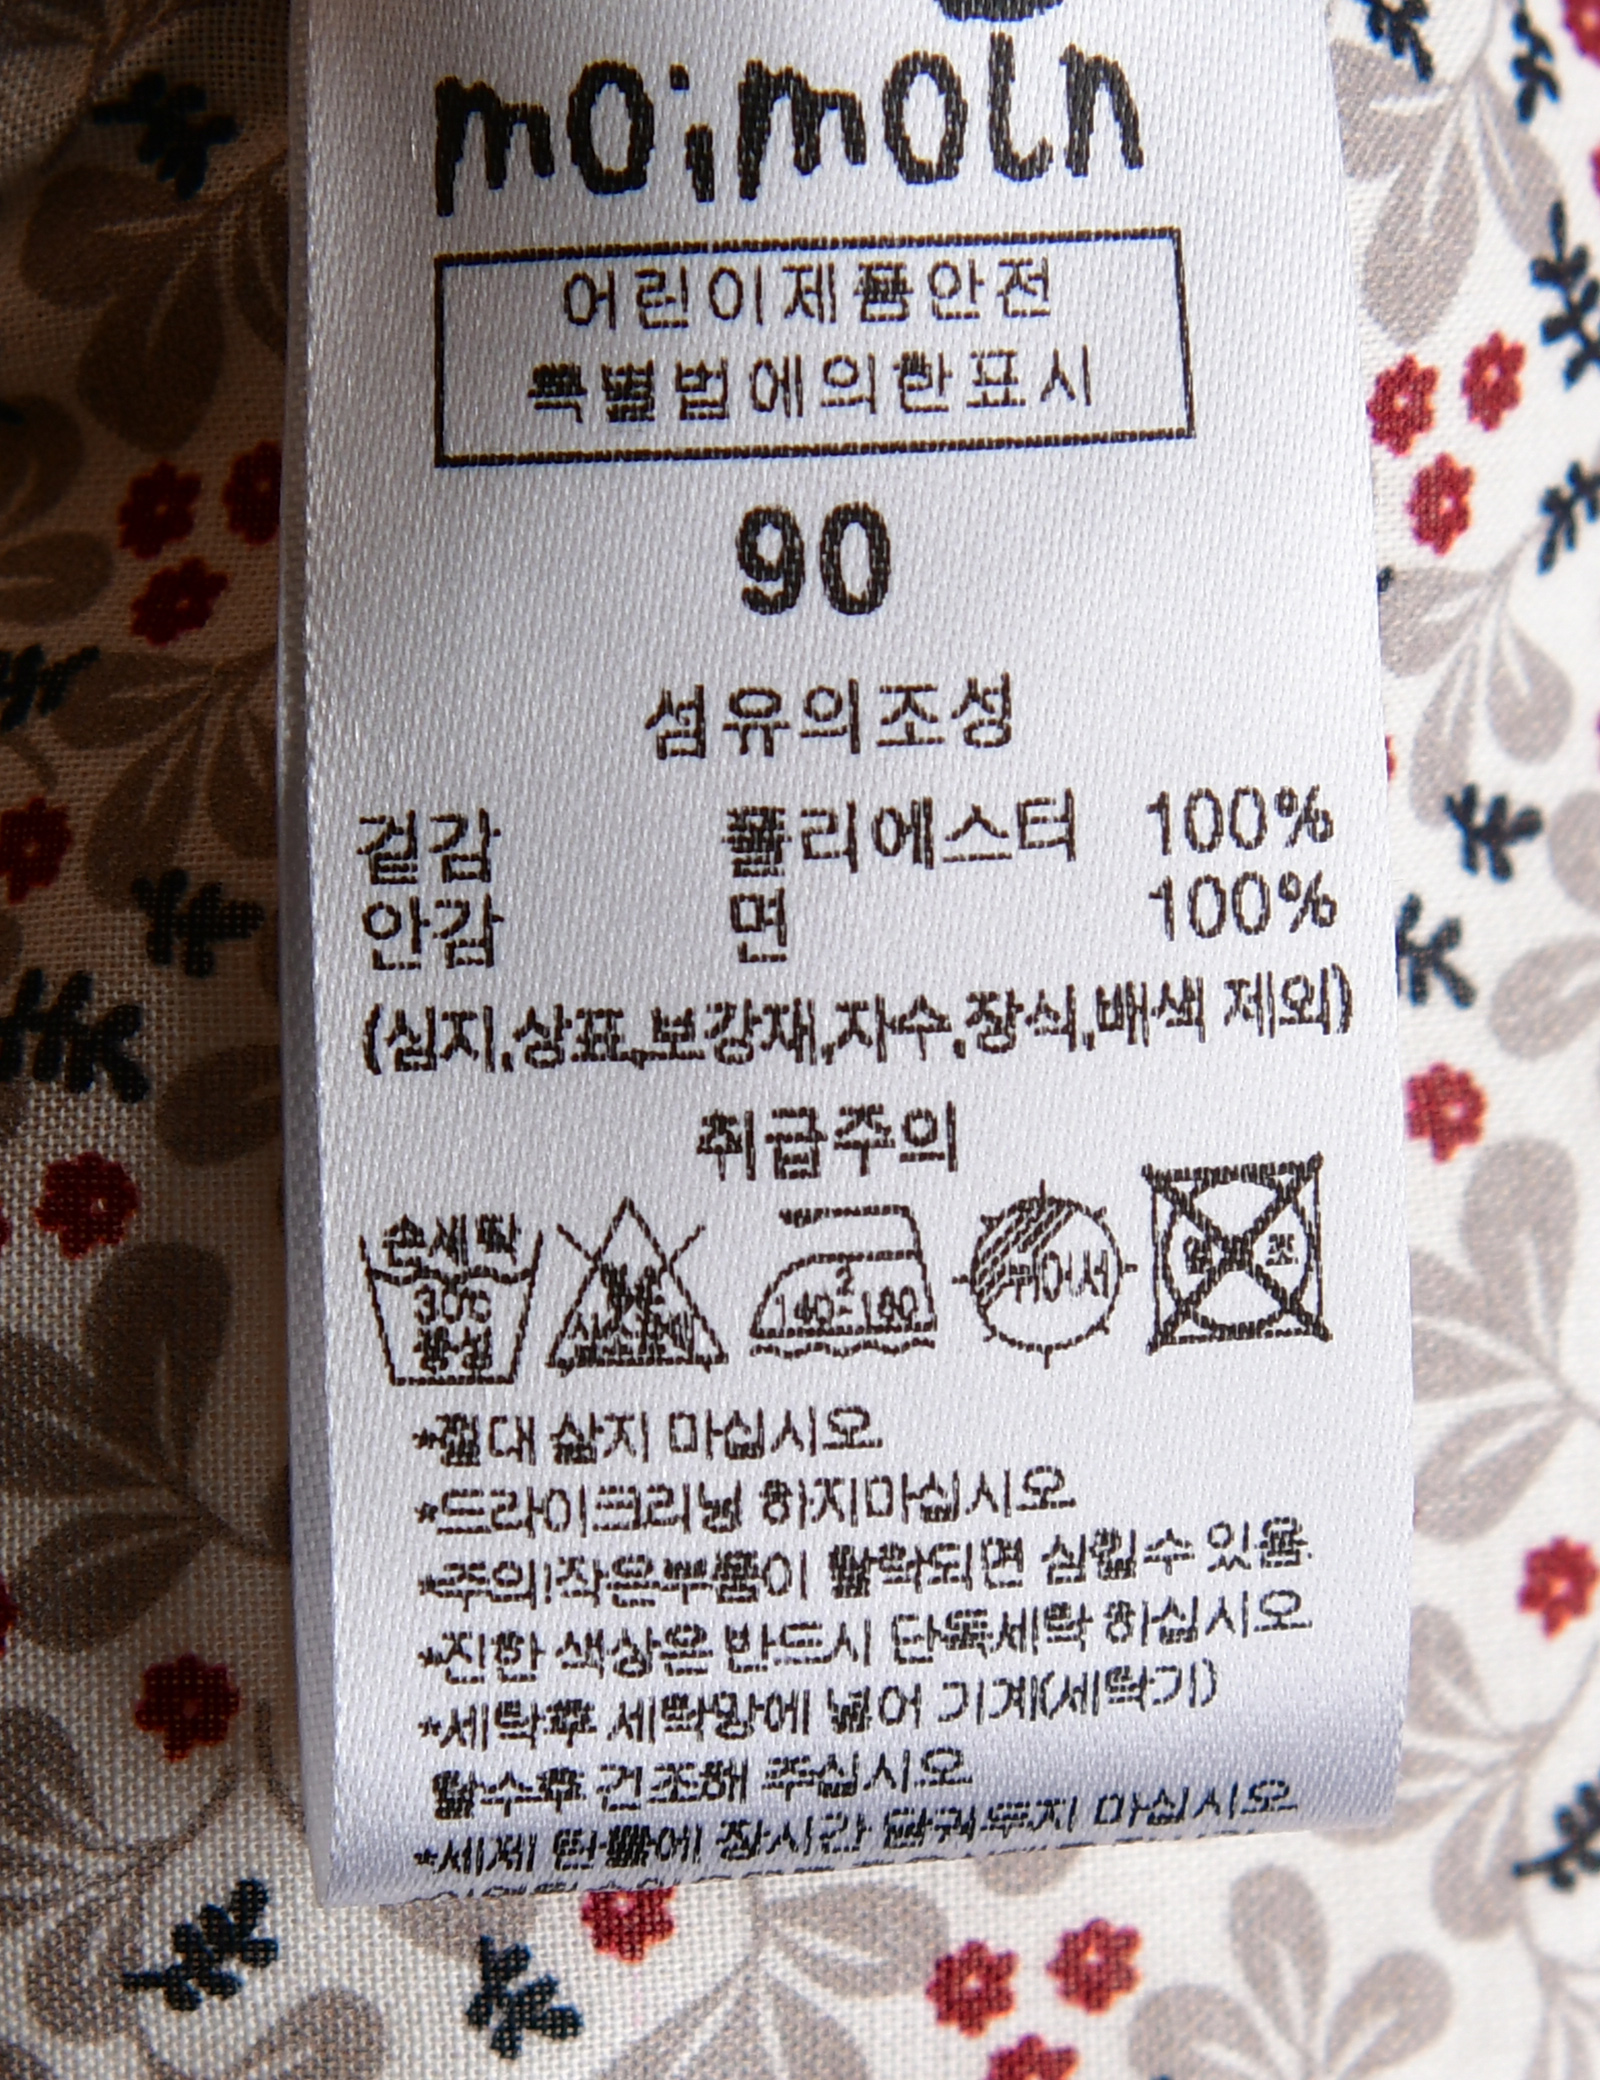 moimoln
어린이제품안전
특별법에의한표시
90
섬유의조성
겉감 폴리에스터 100%
안감 면 100%
(심지,상표,보강재,자수,장식,배색 제외)
취급주의
손세탁 30℃ 중성
염소표백
2 140-160
뉘어서
*절대 삶지 마십시오
*드라이크리닝 하지마십시오
*주의!작은부품이 탈락되면 삼킬수 있음
*진한 색상은 반드시 단독세탁 하십시오
*세탁후 세탁망에 넣어 기계(세탁기)
탈수후 건조해 주십시오
*세제 탄물에 장시간 담궈두지 마십시오